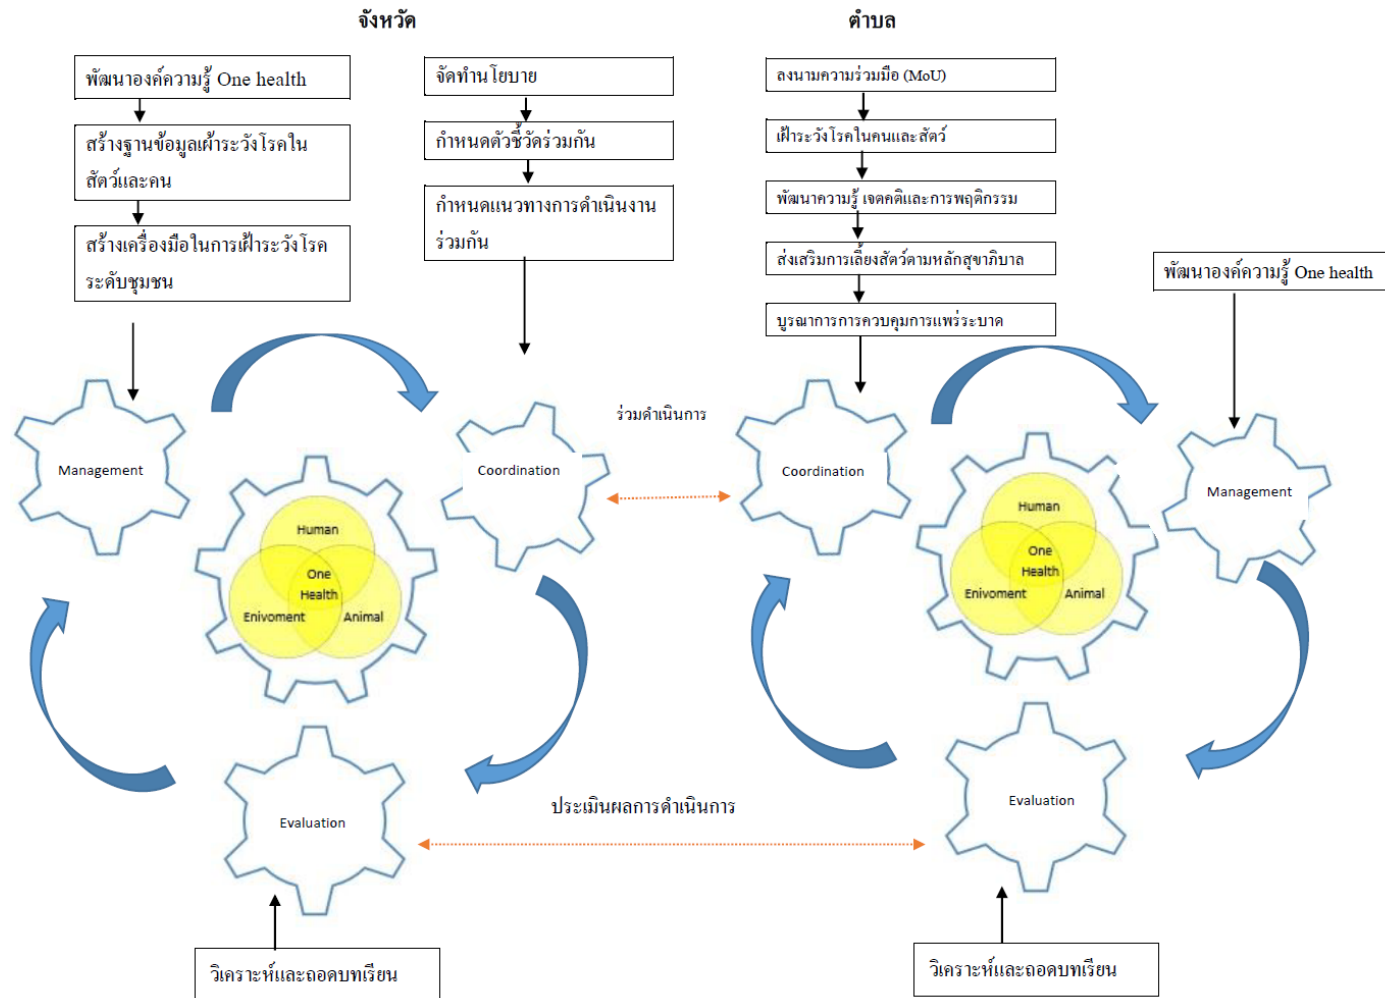 จังหวัด
ตำบล
พัฒนาองค์ความรู้ One health
สร้างฐานข้อมูลเฝ้าระวังโรคใน
สัตว์และคน
สร้างเครื่องมือในการเฝ้าระวังโรค
ระดับชุมชน
จัดทำนโยบาย
กำหนดตัวชี้วัดร่วมกัน
กำหนดแนวทางการดำเนินงาน
ร่วมกัน
ลงนามความร่วมมือ (MoU)
เฝ้าระวังโรคในคนและสัตว์
พัฒนาความรู้ เจตคติและการพฤติกรรม
ส่งเสริมการเลี้ยงสัตว์ตามหลักสุขาภิบาล
บูรณาการการควบคุมการแพร่ระบาด
พัฒนาองค์ความรู้ One health
Management
Coordination
Human
One
Health
Enivoment
Animal
Evaluation
ร่วมดำเนินการ
Coordination
Management
Human
One
Health
Enivoment
Animal
Evaluation
ประเมินผลการดำเนินการ
วิเคราะห์และถอดบทเรียน
วิเคราะห์และถอดบทเรียน